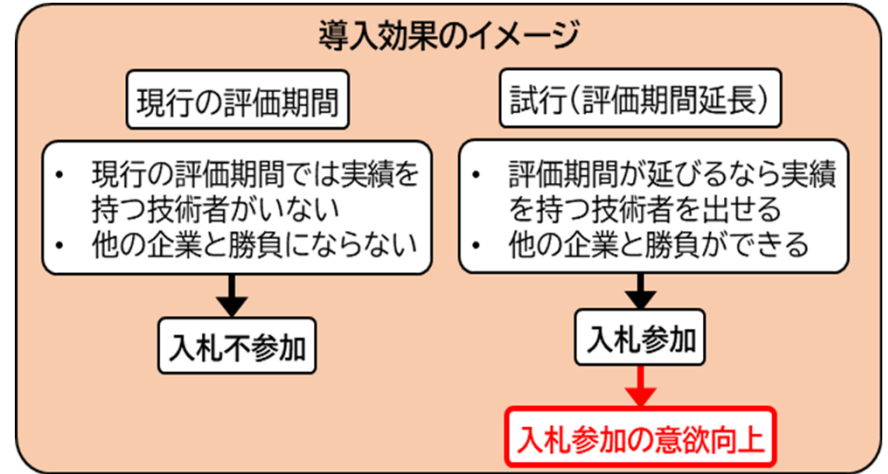 導入効果のイメージ
現行の評価期間
・ 現行の評価期間では実績を
持つ技術者がいない
・ 他の企業と勝負にならない
入札不参加
試行（評価期間延長）
・ 評価期間が延びるなら実績
を持つ技術者を出せる
・ 他の企業と勝負ができる
入札参加
入札参加の意欲向上